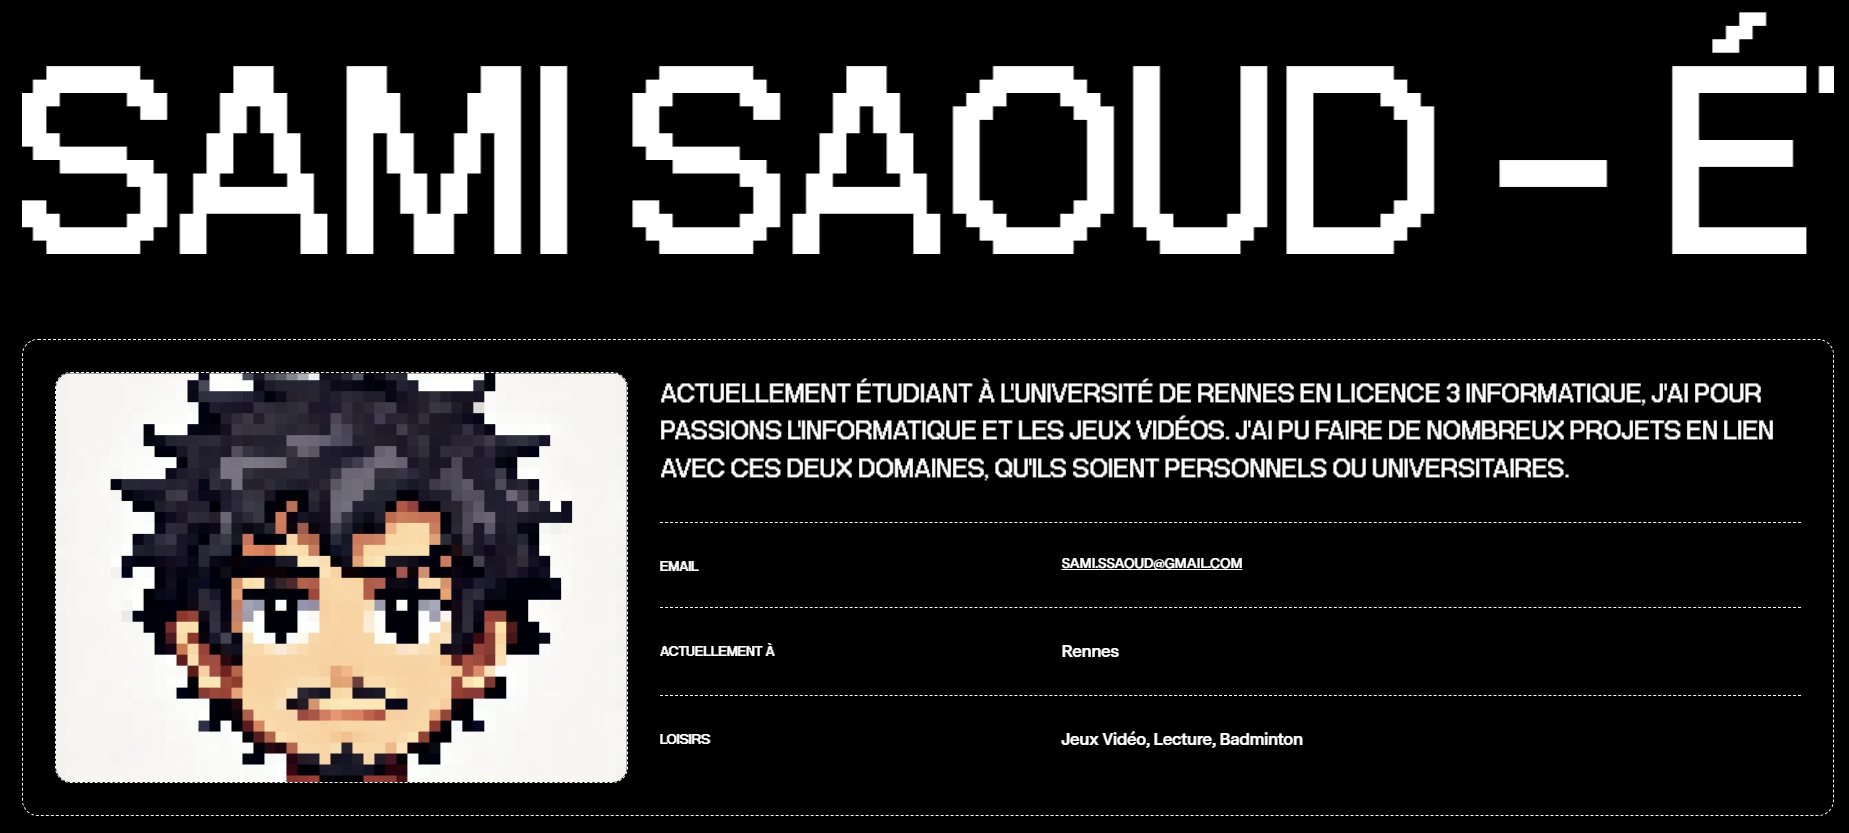 SAMI SAOUD - É
ACTUELLEMENT ÉTUDIANT À L'UNIVERSITÉ DE RENNES EN LICENCE 3 INFORMATIQUE, J'AI POUR
PASSIONS L'INFORMATIQUE ET LES JEUX VIDÉOS. J'AI PU FAIRE DE NOMBREUX PROJETS EN LIEN
AVEC CES DEUX DOMAINES, QU'ILS SOIENT PERSONNELS OU UNIVERSITAIRES.
EMAIL SAMI.SSAOUD@GMAIL.COM
ACTUELLEMENT À Rennes
LOISIRS Jeux Vidéo, Lecture, Badminton